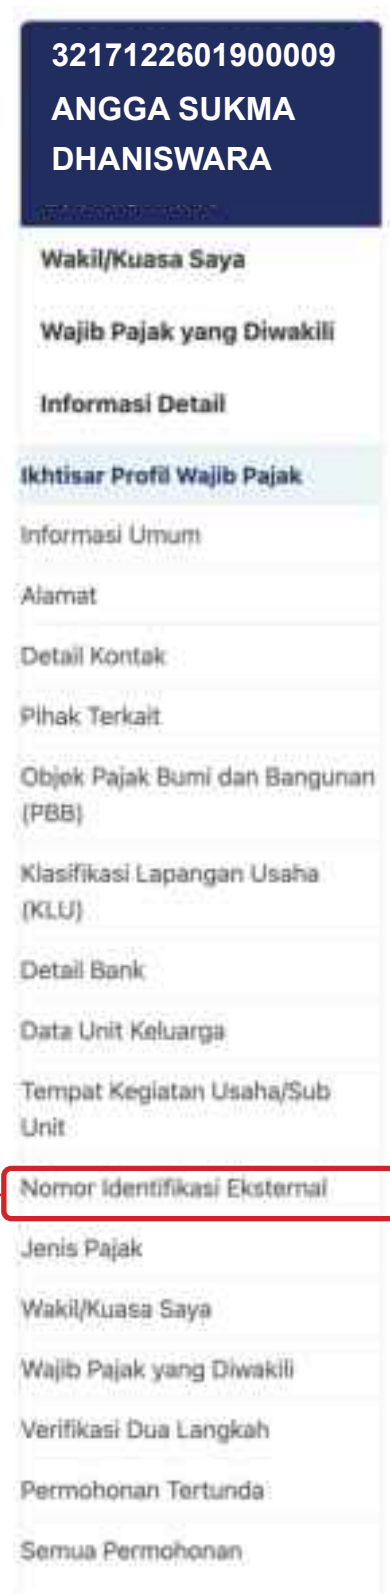 3217122601900009
ANGGA SUKMA
DHANISWARA
Wakil/Kuasa Saya
Wajib Pajak yang Diwakili
Informasi Detail
Ikhtisar Profil Wajib Pajak
Informasi Umum
Alamat
Detail Kontak
Pihak Terkait
Objek Pajak Bumi dan Bangunan
(PBB)
Klasifikasi Lapangan Usaha
(KLU)
Detail Bank
Data Unit Keluarga
Tempat Kegiatan Usaha/Sub
Unit
Nomor Identifikasi Eksternal
Jenis Pajak
Wakil/Kuasa Saya
Wajib Pajak yang Diwakili
Verifikasi Dua Langkah
Permohonan Tertunda
Semua Permohonan